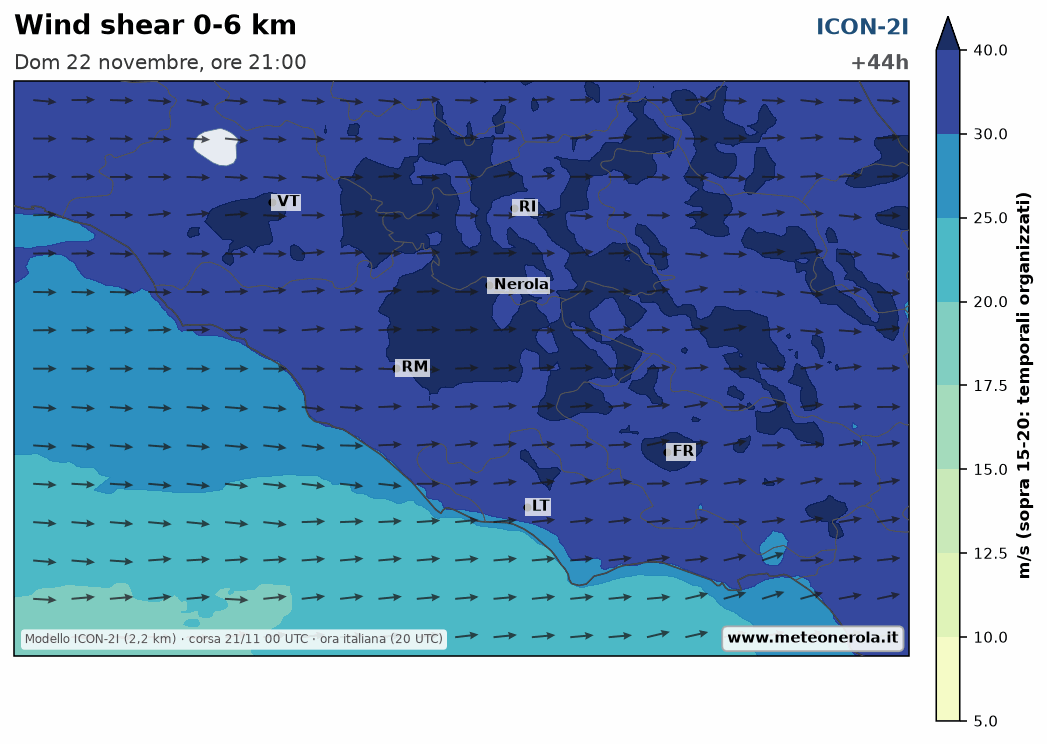 Wind shear 0-6 km
ICON-2I
Dom 22 novembre, ore 21:00
+44h
VT
RI
Nerola
RM
FR
LT
Modello ICON-2I (2,2 km) · corsa 21/11 00 UTC · ora italiana (20 UTC)
www.meteonerola.it
40.0
30.0
25.0
20.0
17.5
15.0
12.5
10.0
5.0
m/s (sopra 15-20: temporali organizzati)